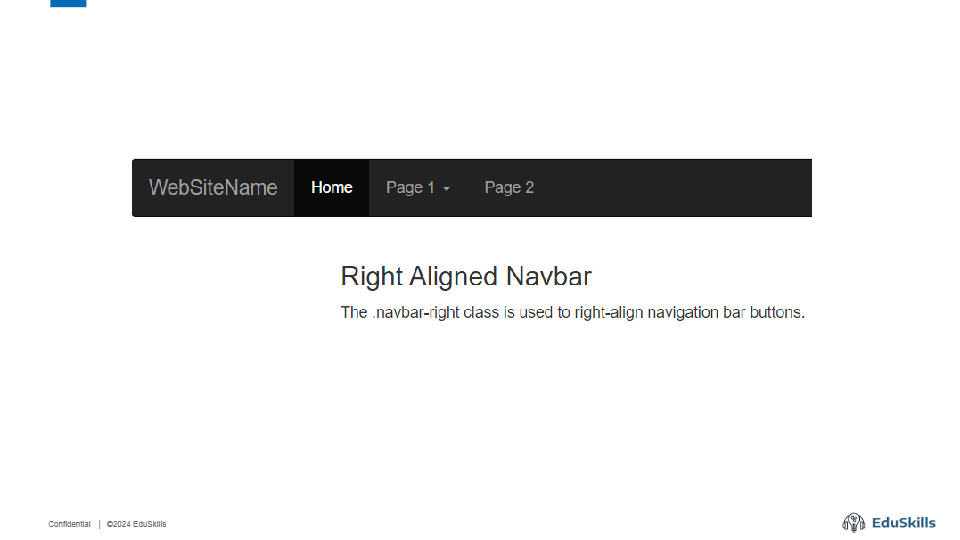 WebSiteName Home Page 1 Page 2
Right Aligned Navbar
The .navbar-right class is used to right-align navigation bar buttons.
Confidential | ©2024 EduSkills
EduSkills